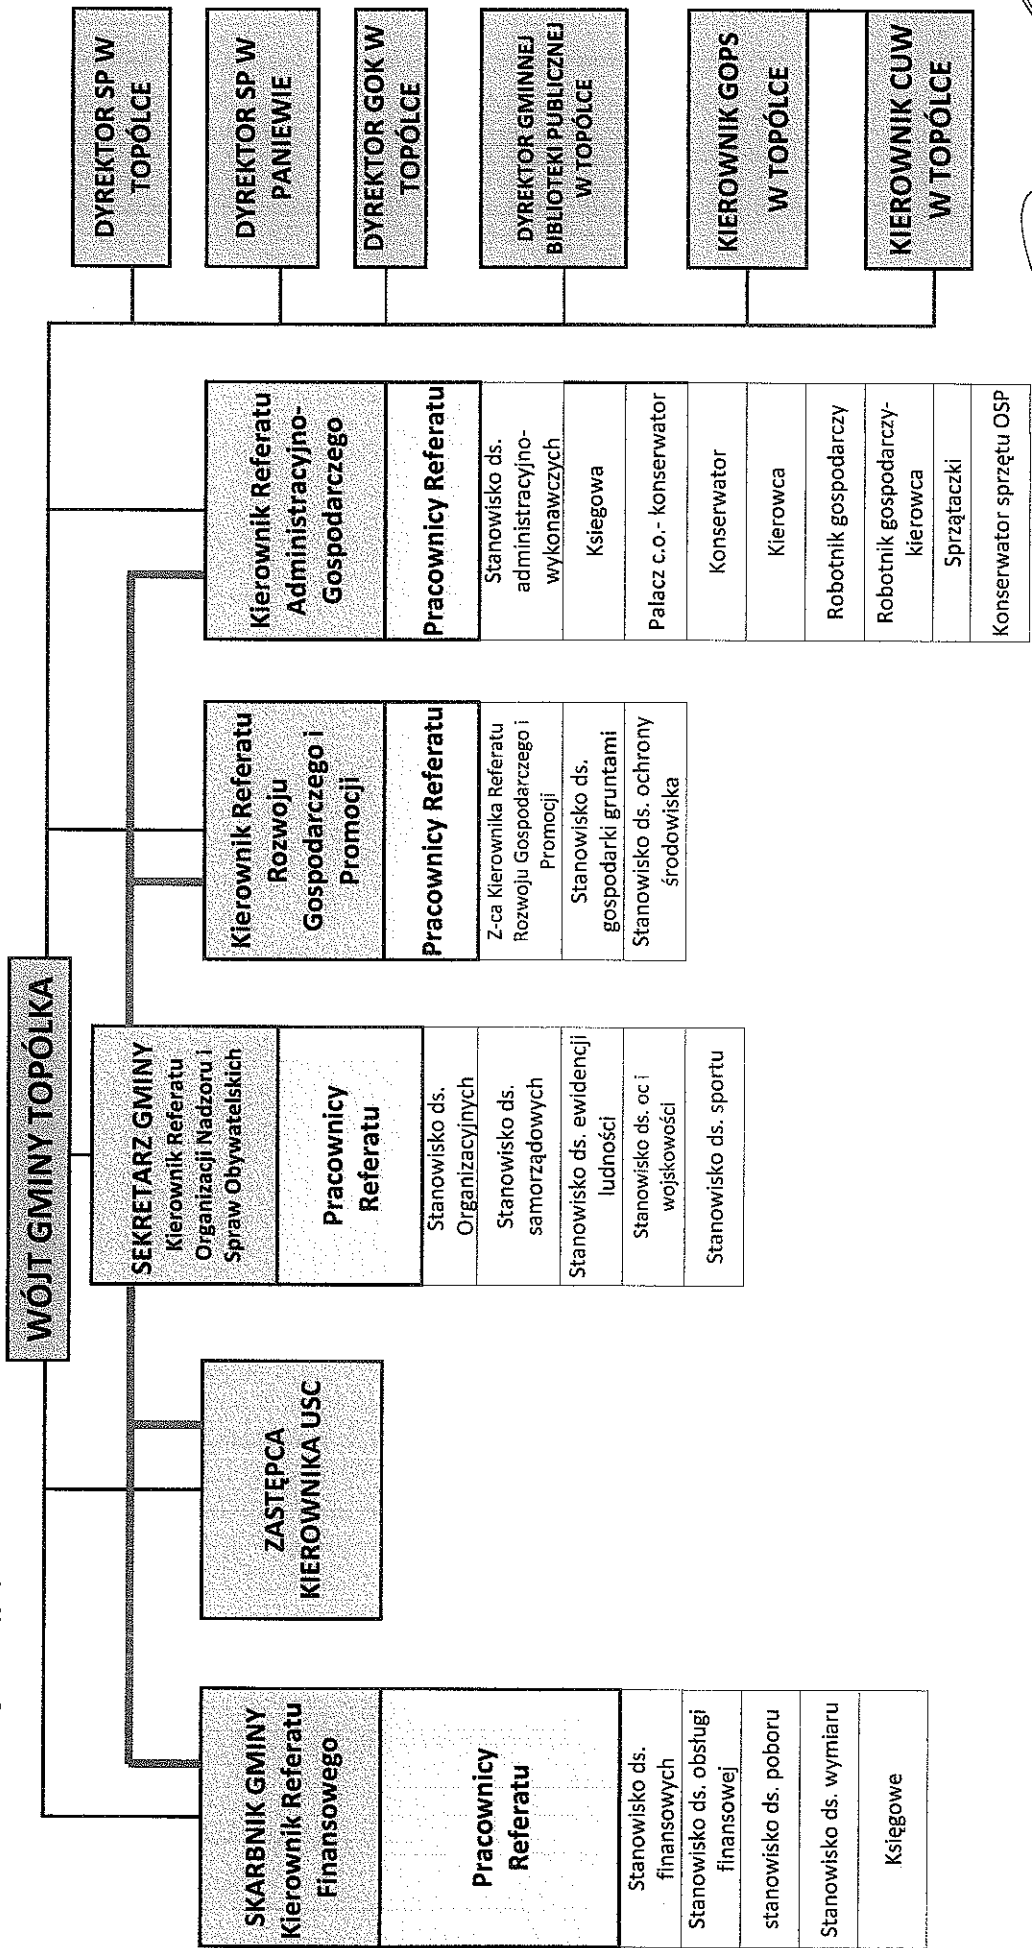 WÓJT GMINY TOPÓLKA
SKARBNIK GMINY
Kierownik Referatu
Finansowego
Pracownicy
Referatu
Stanowisko ds.
finansowych
Stanowisko ds. obsługi
finansowej
stanowisko ds. poboru
Stanowisko ds. wymiaru
Księgowe
ZASTĘPCA
KIEROWNIKA USC
SEKRETARZ GMINY
Kierownik Referatu
Organizacji Nadzoru i
Spraw Obywatelskich
Pracownicy
Referatu
Stanowisko ds.
Organizacyjnych
Stanowisko ds.
samorządowych
Stanowisko ds. ewidencji
ludności
Stanowisko ds. oc i
wojskowości
Stanowisko ds. sportu
Kierownik Referatu
Rozwoju
Gospodarczego i
Promocji
Pracownicy Referatu
Z-ca Kierownika Referatu
Rozwoju Gospodarczego i
Promocji
Stanowisko ds.
gospodarki gruntami
Stanowisko ds. ochrony
środowiska
Kierownik Referatu
Administracyjno-
Gospodarczego
Pracownicy Referatu
Stanowisko ds.
administracyjno-
wykonawczych
Księgowa
Palacz c.o.- konserwator
Konserwator
Kierowca
Robotnik gospodarczy
Robotnik gospodarczy-
kierowca
Sprzątaczki
Konserwator sprzętu OSP
DYREKTOR SP W
TOPÓLCE
DYREKTOR SP W
PANIEWIE
DYREKTOR GOK W
TOPÓLCE
DYREKTOR GMINNEJ
BIBLIOTEKI PUBLICZNEJ
W TOPÓLCE
KIEROWNIK GOPS
W TOPÓLCE
KIEROWNIK CUW
W TOPÓLCE